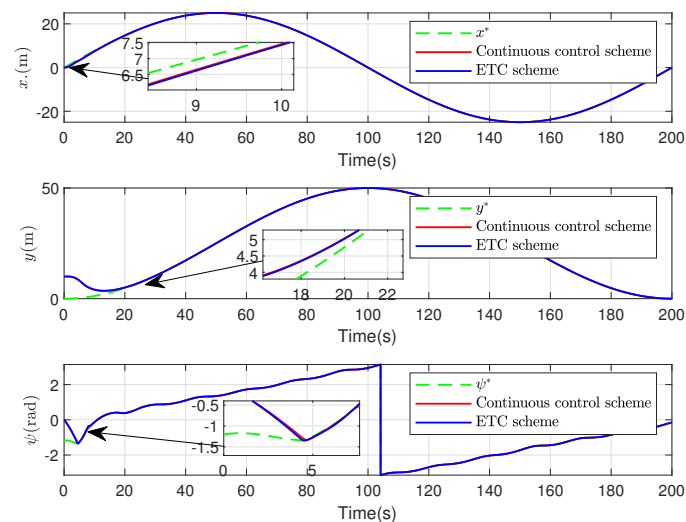 x.(m)
20
0
-20
7.5
7
6.5
6
9
10
x*
Continuous control scheme
ETC scheme
0 20 40 60 80 100 120 140 160 180 200
Time(s)
y(m)
50
0
5
4.5
4
18 20 22
y*
Continuous control scheme
ETC scheme
0 20 40 60 80 100 120 140 160 180 200
Time(s)
ψ(rad)
2
0
-2
-0.5
-1
-1.5
0 5
ψ*
Continuous control scheme
ETC scheme
0 20 40 60 80 100 120 140 160 180 200
Time(s)